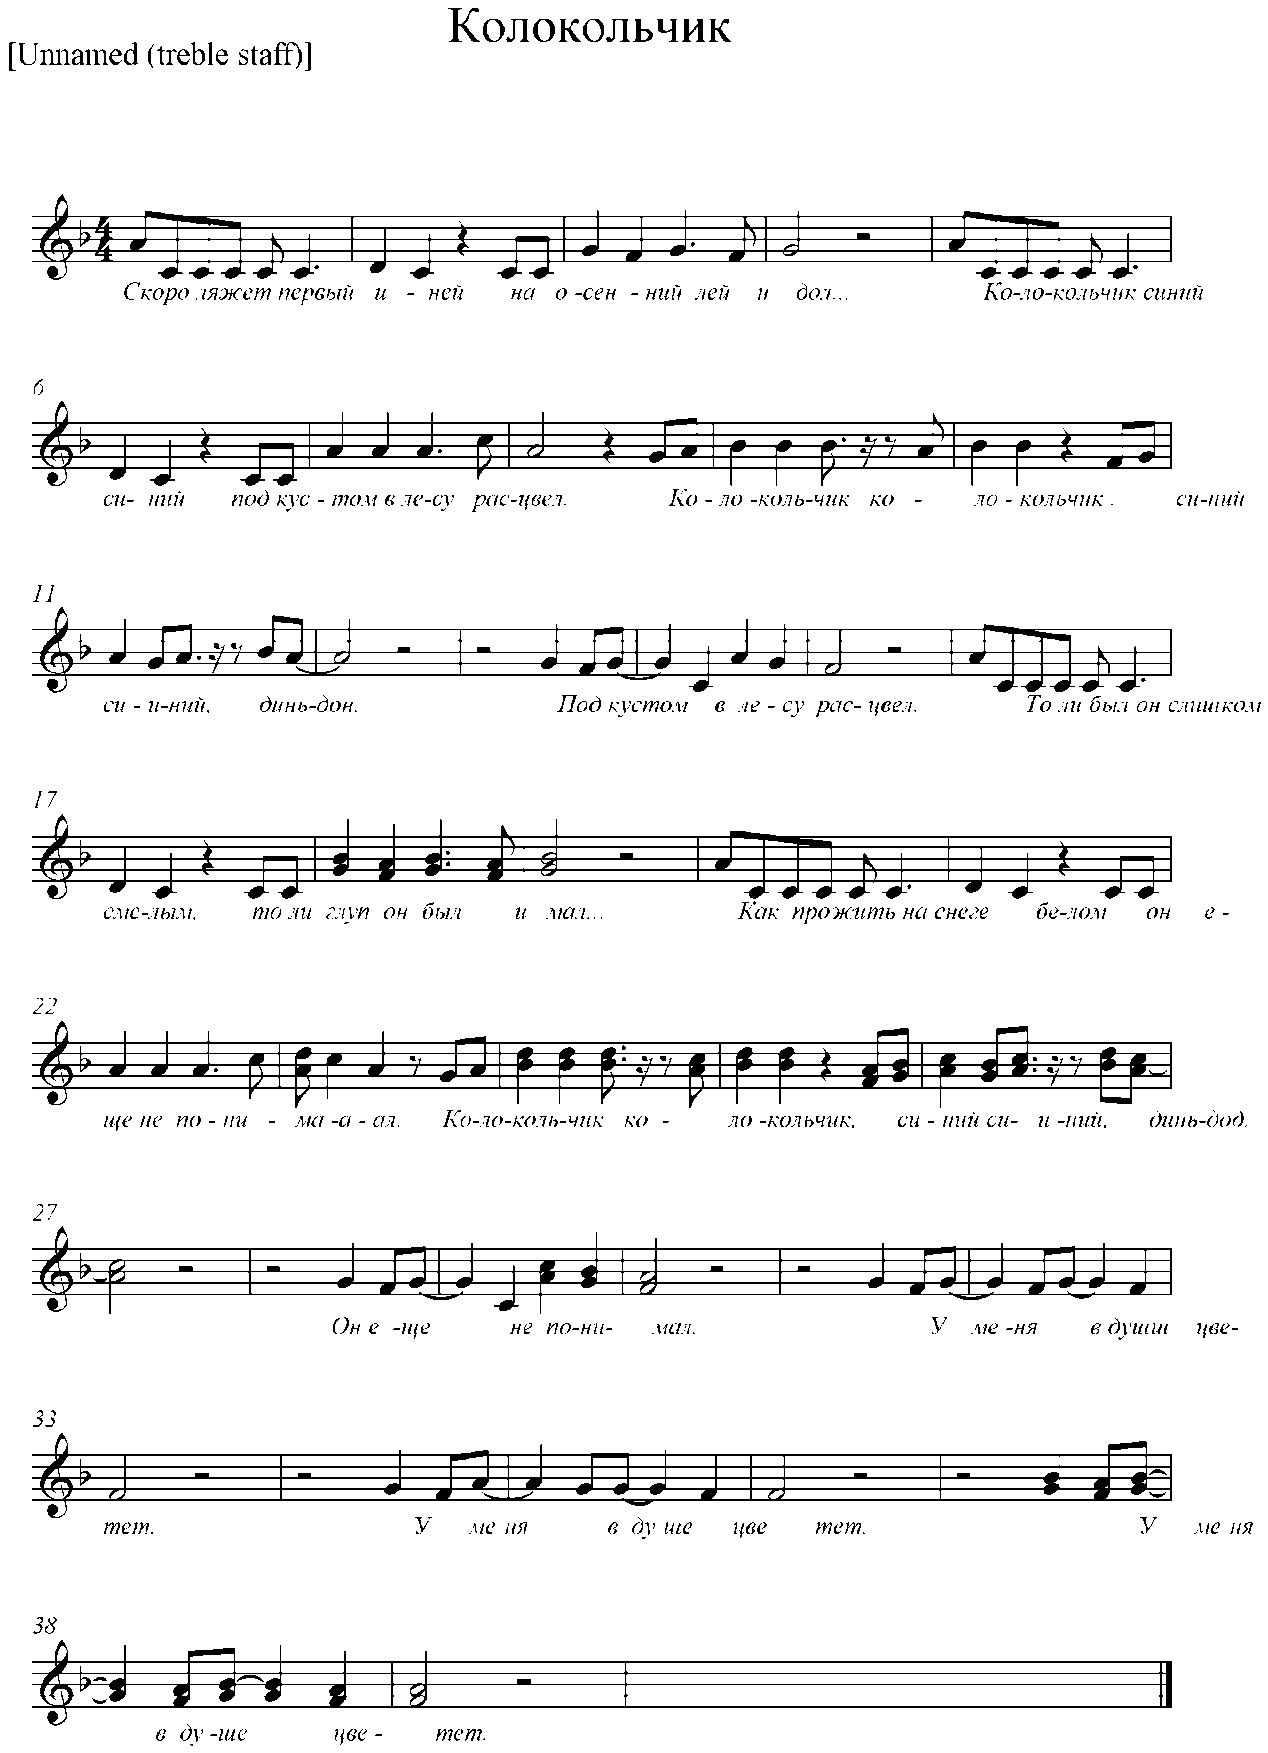 Колокольчик
[Unnamed (treble staff)]
4
4
Скоро ляжет первый и - ней на о -сен - ний лей и дол... Ко-ло-кольчик синий
6
си- ний под кус - том в ле-су рас-цвел. Ко - ло -коль-чик ко - ло - кольчик . си-ний
11
си - и-ний, динь-дон. Под кустом в ле - су рас- цвел. То ли был он слишком
17
сме-лым, то ли глуп он был и мал... Как прожить на снеге бе-лом он е -
22
ще не по - ни - ма -а - ал. Ко-ло-коль-чик ко - ло -кольчик, си - ний си- и -ний, динь-дод.
27
Он е -ще не по-ни- мал. У ме -ня в души цве-
33
тет. У ме ня в ду ше цве тет. У ме ня
38
в ду -ше цве - тет.